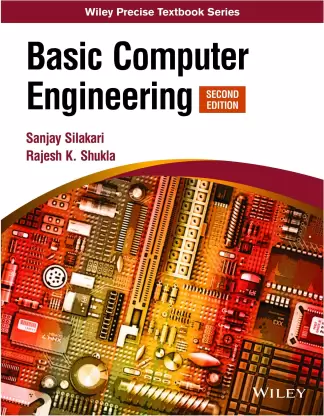 Wiley Precise Textbook Series
Basic Computer
Engineering
SECOND
EDITION
Sanjay Silakari
Rajesh K. Shukla
WILEY